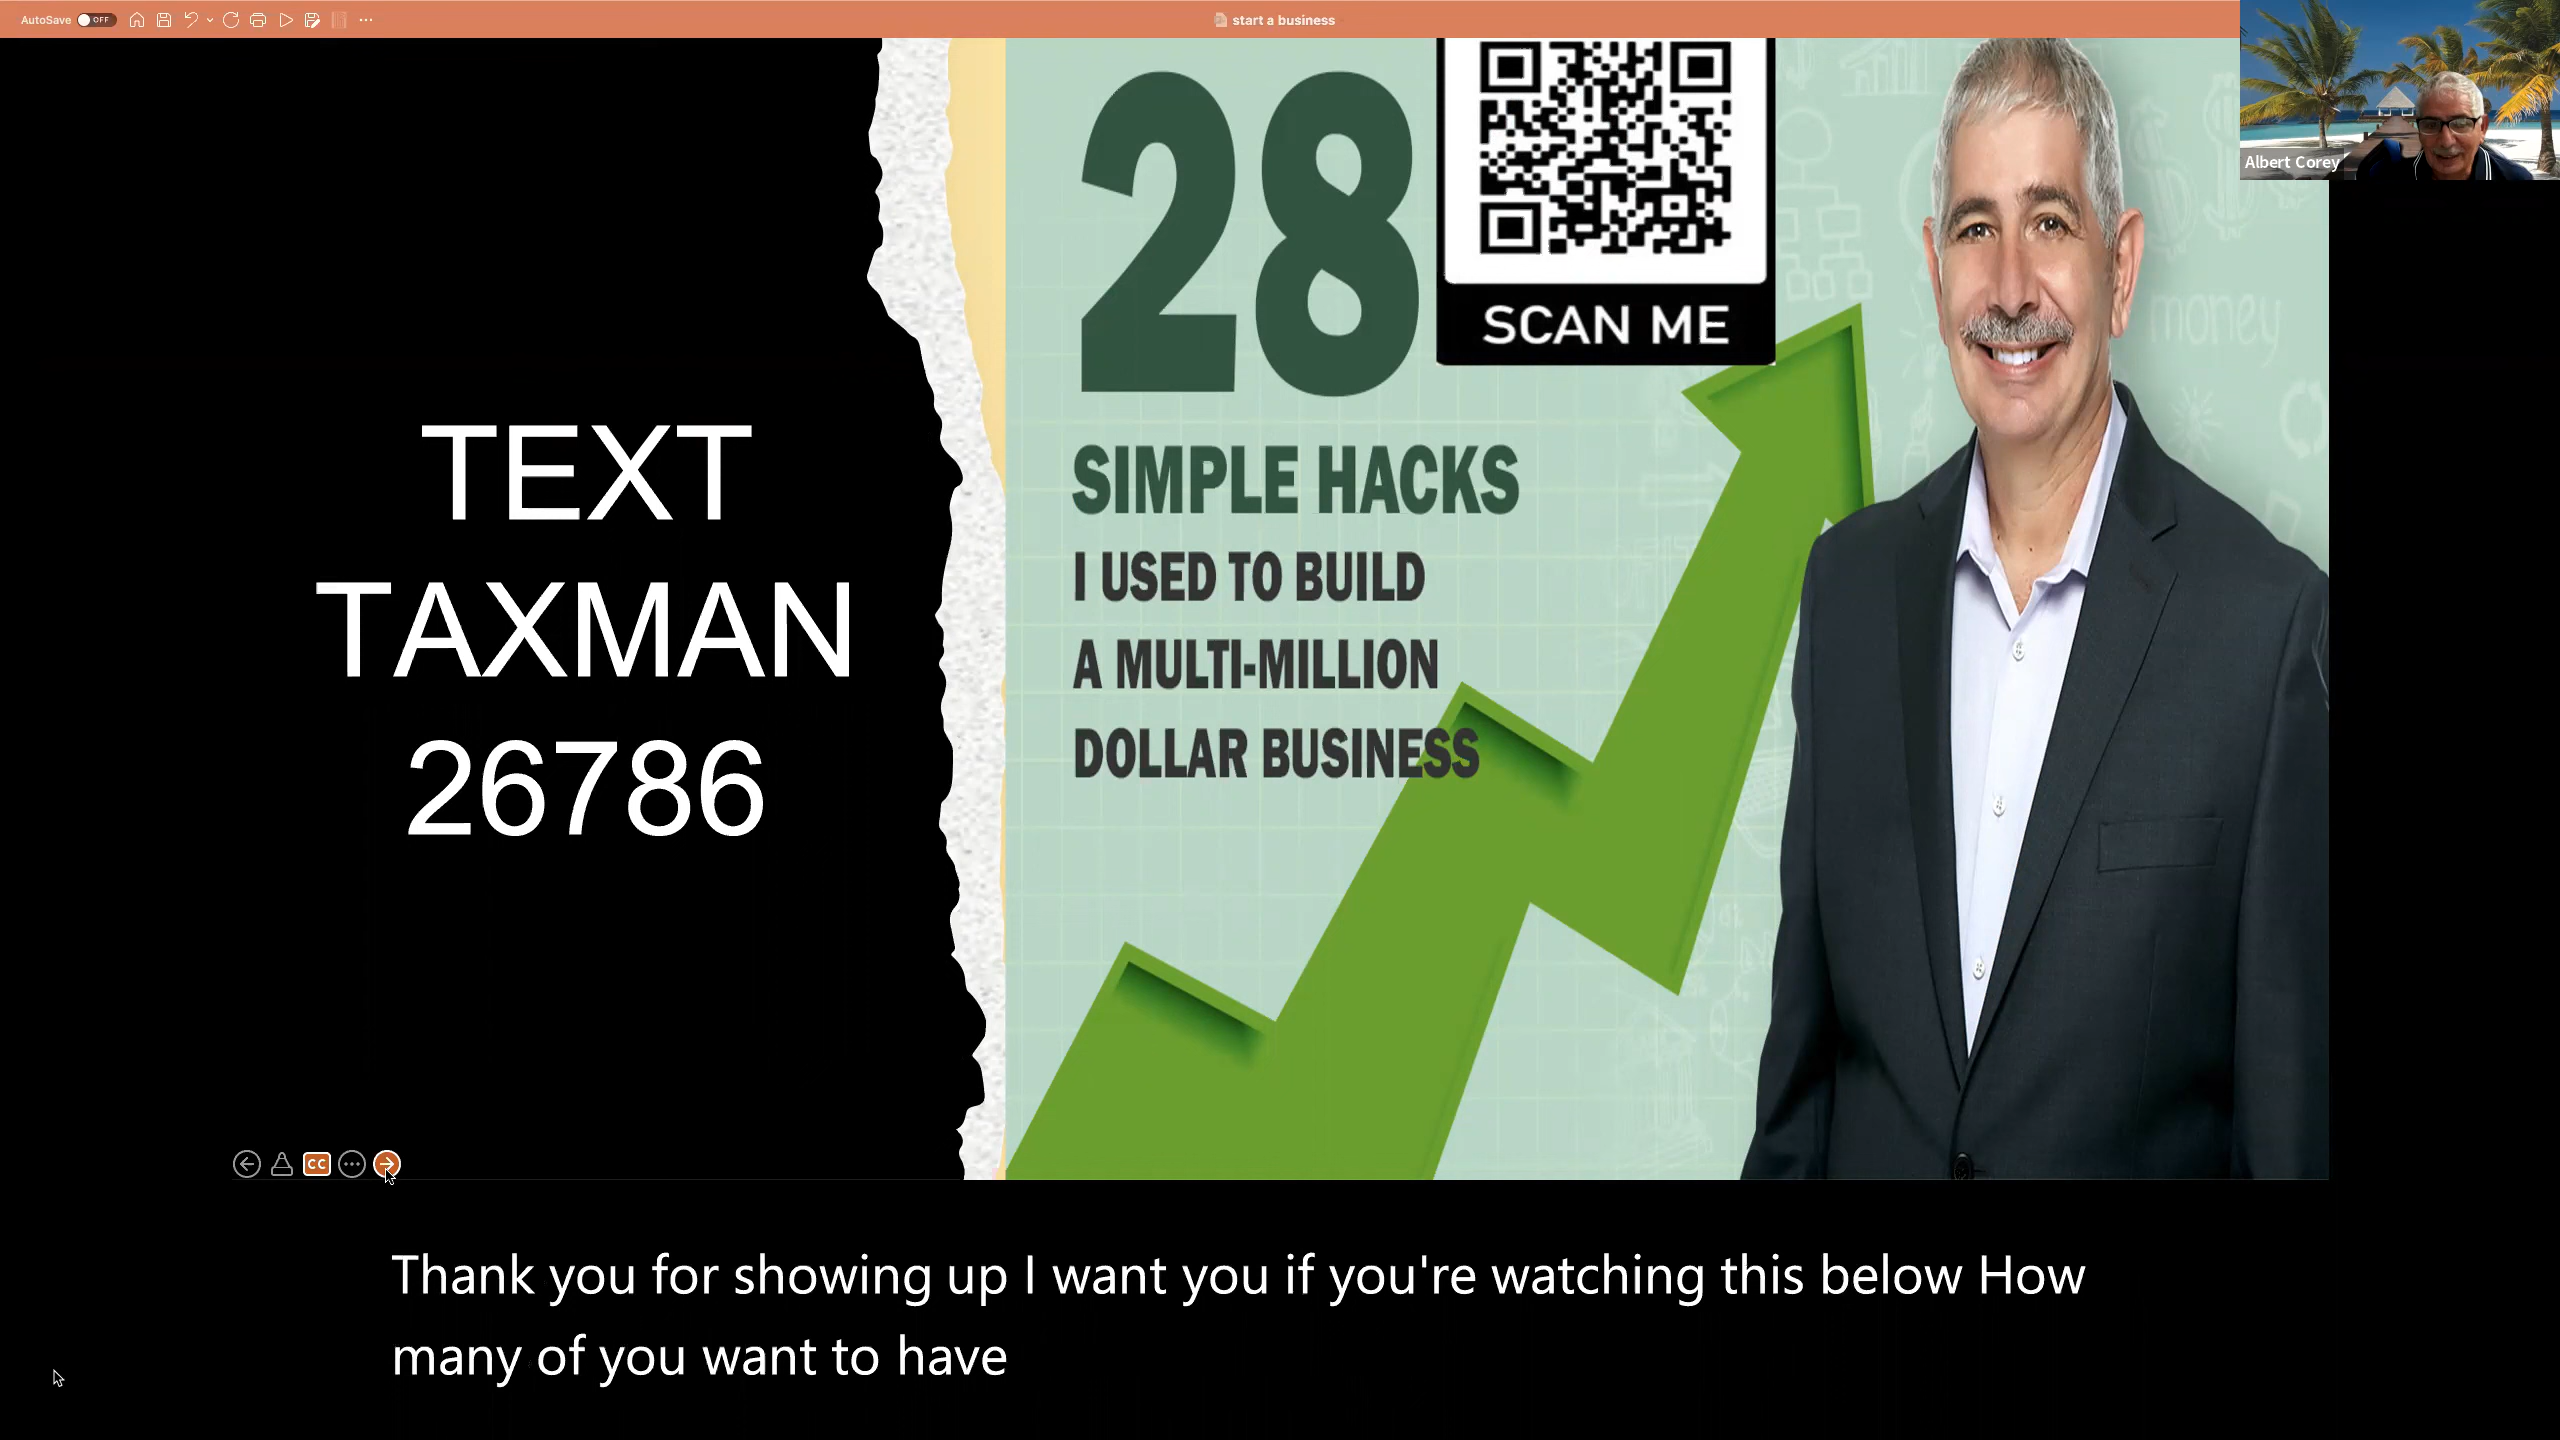 AutoSave OFF
start a business
Albert Corey
TEXT
TAXMAN
26786
28
SCAN ME
SIMPLE HACKS
I USED TO BUILD
A MULTI-MILLION
DOLLAR BUSINESS
money
CC
Thank you for showing up I want you if you're watching this below How
many of you want to have